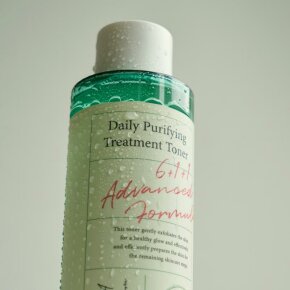 Daily Purifying
Treatment Toner
6+1+1
Advanced
Formula
This toner gently exfoliates the skin
for a healthy glow and effectively
and effectively prepares the skin for
the remaining skincare steps